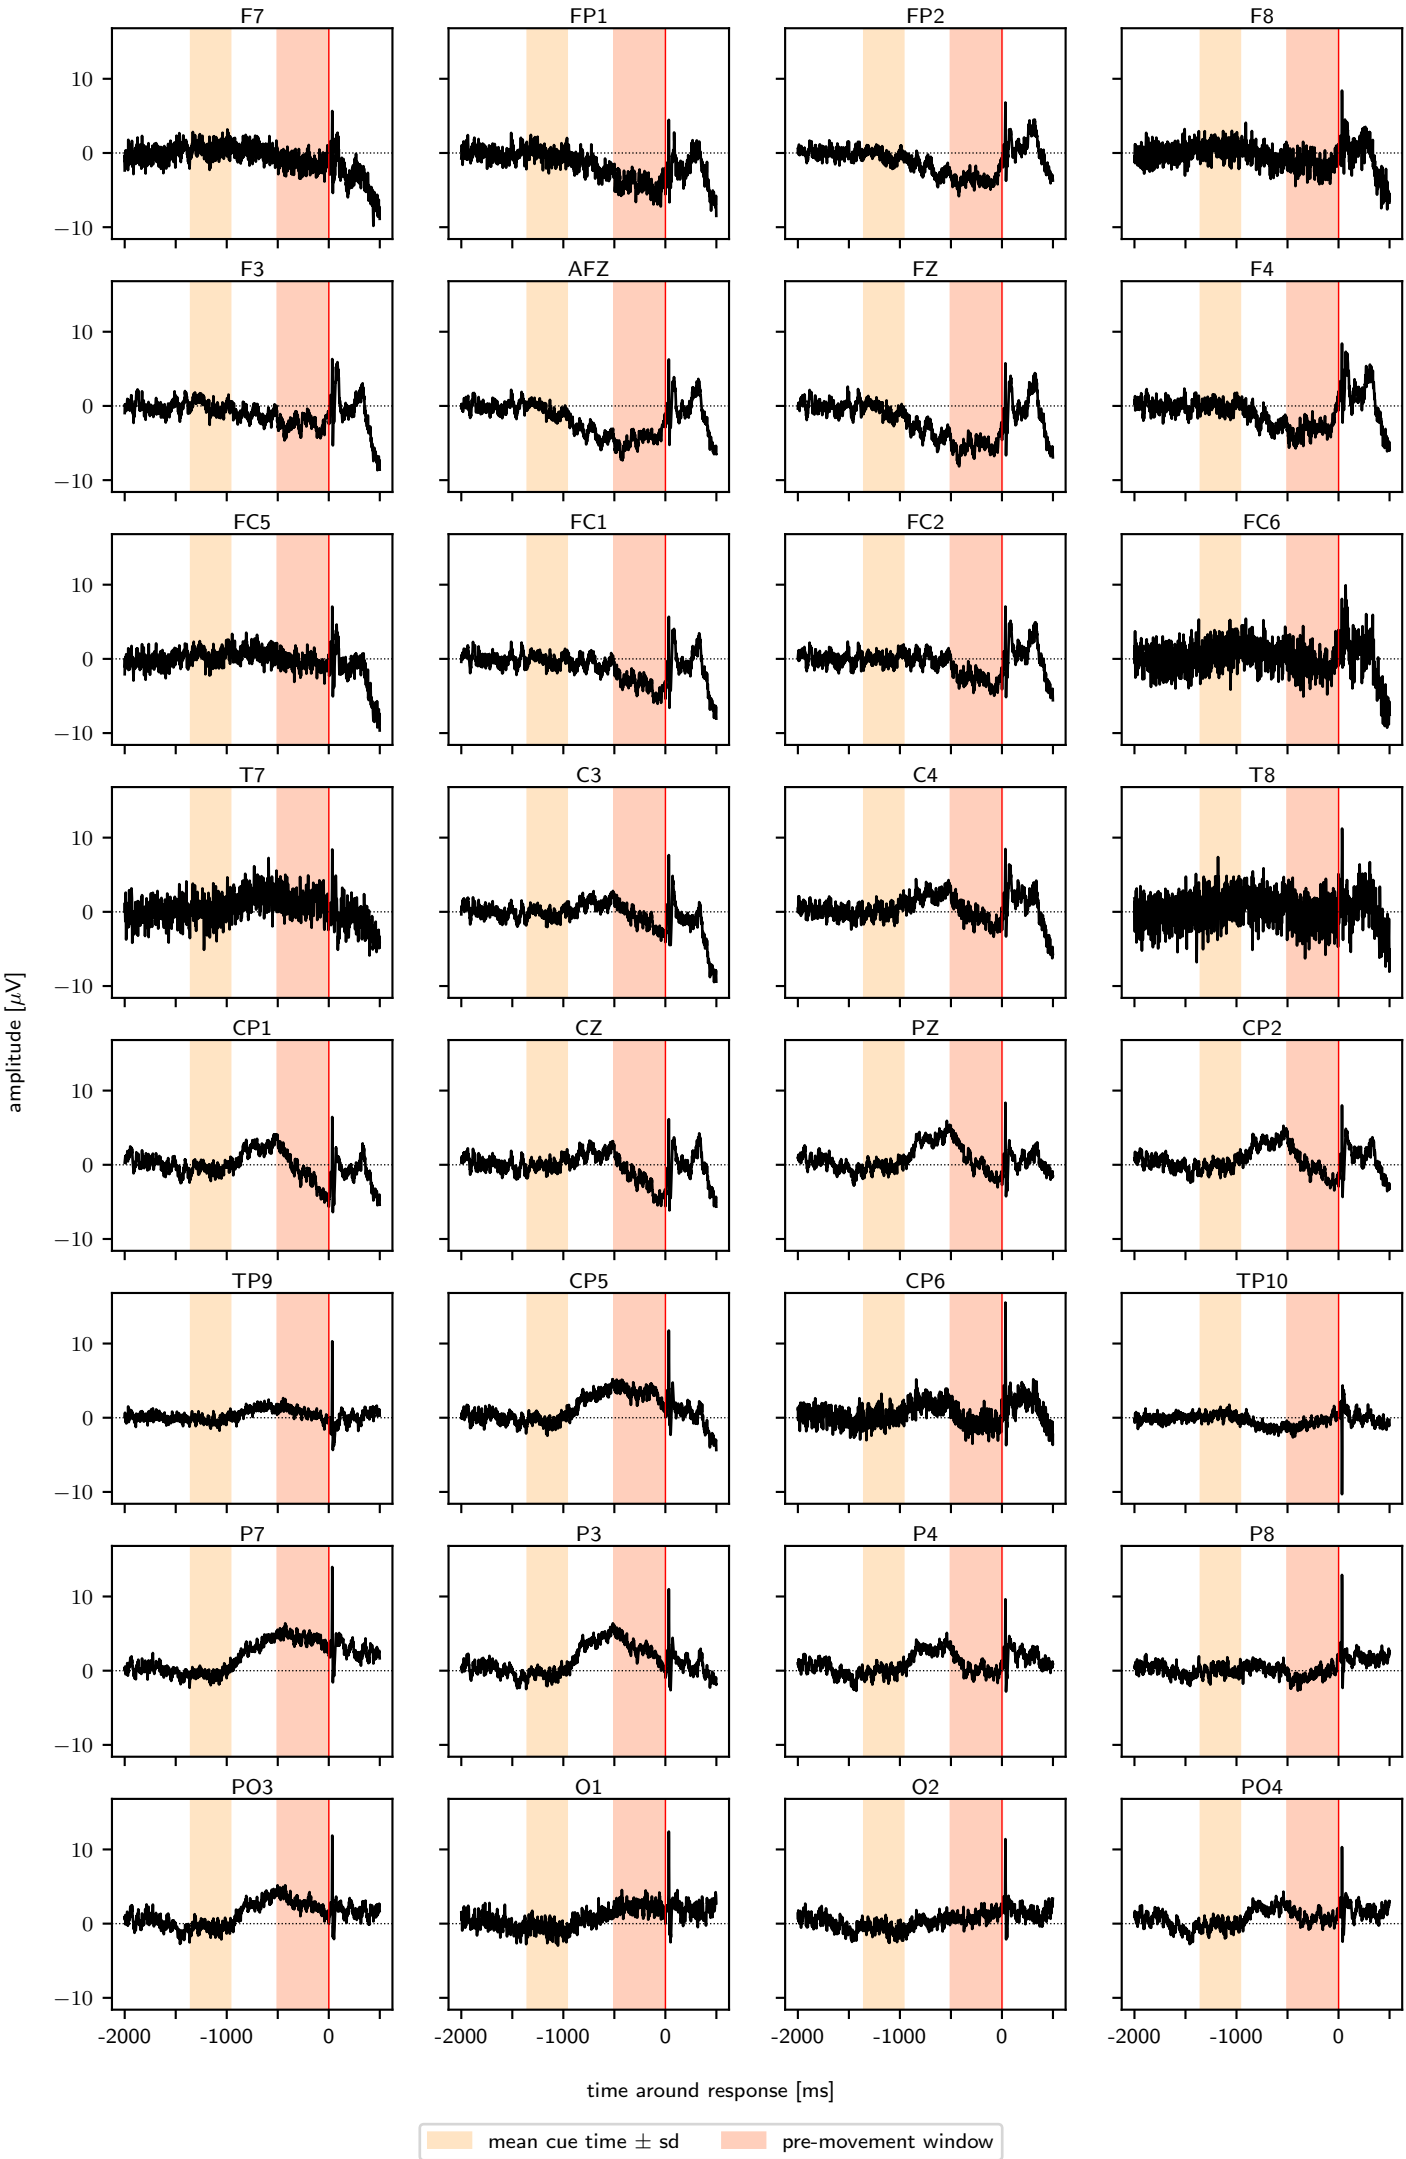 F7 FP1 FP2 F8
10
0
−10
F3 AFZ FZ F4
10
0
−10
FC5 FC1 FC2 FC6
10
0
−10
T7 C3 C4 T8
10
0
−10
amplitude [μV]
CP1 CZ PZ CP2
10
0
−10
TP9 CP5 CP6 TP10
10
0
−10
P7 P3 P4 P8
10
0
−10
PO3 O1 O2 PO4
10
0
−10
-2000 -1000 0 -2000 -1000 0 -2000 -1000 0 -2000 -1000 0
time around response [ms]
mean cue time ± sd pre-movement window